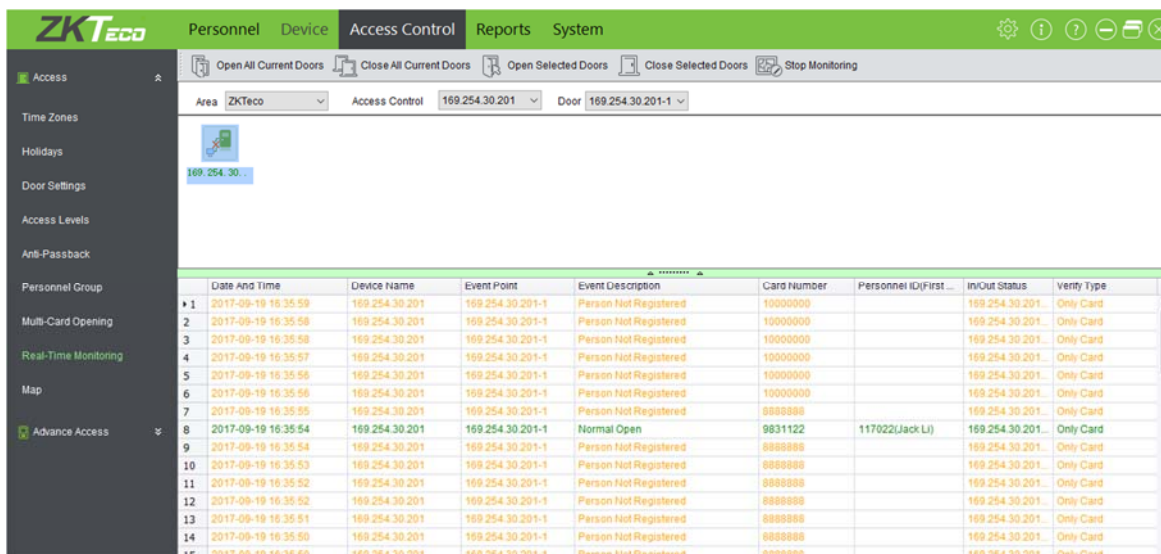 ZKTeco Personnel Device Access Control Reports System
Access
Time Zones
Holidays
Door Settings
Access Levels
Anti-Passback
Personnel Group
Multi-Card Opening
Real-Time Monitoring
Map
Advance Access
Open All Current Doors Close All Current Doors Open Selected Doors Close Selected Doors Stop Monitoring
Area ZKTeco Access Control 169.254.30.201 Door 169.254.30.201-1
169.254.30...
Date And Time Device Name Event Point Event Description Card Number Personnel ID(First ... In/Out Status Verify Type
1 2017-09-19 16:35:59 169.254.30.201 169.254.30.201-1 Person Not Registered 10000000 169.254.30.201... Only Card
2 2017-09-19 16:35:58 169.254.30.201 169.254.30.201-1 Person Not Registered 10000000 169.254.30.201... Only Card
3 2017-09-19 16:35:58 169.254.30.201 169.254.30.201-1 Person Not Registered 10000000 169.254.30.201... Only Card
4 2017-09-19 16:35:57 169.254.30.201 169.254.30.201-1 Person Not Registered 10000000 169.254.30.201... Only Card
5 2017-09-19 16:35:56 169.254.30.201 169.254.30.201-1 Person Not Registered 10000000 169.254.30.201... Only Card
6 2017-09-19 16:35:56 169.254.30.201 169.254.30.201-1 Person Not Registered 10000000 169.254.30.201... Only Card
7 2017-09-19 16:35:55 169.254.30.201 169.254.30.201-1 Person Not Registered 8888888 169.254.30.201... Only Card
8 2017-09-19 16:35:54 169.254.30.201 169.254.30.201-1 Normal Open 9831122 117022(Jack Li) 169.254.30.201... Only Card
9 2017-09-19 16:35:54 169.254.30.201 169.254.30.201-1 Person Not Registered 8888888 169.254.30.201... Only Card
10 2017-09-19 16:35:53 169.254.30.201 169.254.30.201-1 Person Not Registered 8888888 169.254.30.201... Only Card
11 2017-09-19 16:35:52 169.254.30.201 169.254.30.201-1 Person Not Registered 8888888 169.254.30.201... Only Card
12 2017-09-19 16:35:52 169.254.30.201 169.254.30.201-1 Person Not Registered 8888888 169.254.30.201... Only Card
13 2017-09-19 16:35:51 169.254.30.201 169.254.30.201-1 Person Not Registered 8888888 169.254.30.201... Only Card
14 2017-09-19 16:35:50 169.254.30.201 169.254.30.201-1 Person Not Registered 8888888 169.254.30.201... Only Card